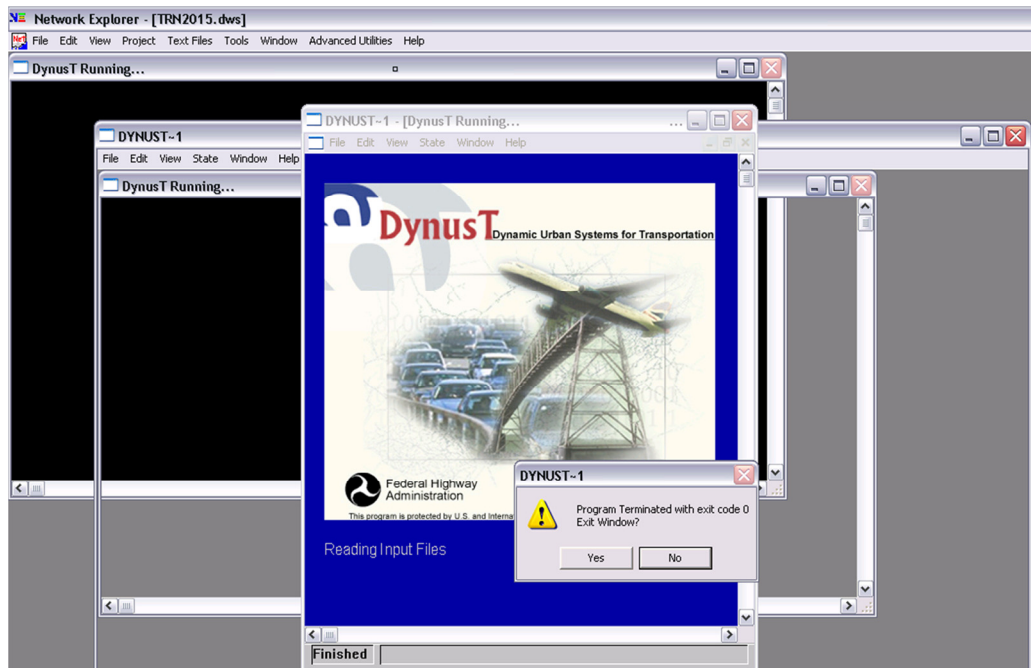 Network Explorer - [TRN2015.dws]
File Edit View Project Text Files Tools Window Advanced Utilities Help
DynusT Running...
DYNUST~1
File Edit View State Window Help
DynusT Running...
DYNUST~1 - [DynusT Running... ...
File Edit View State Window Help
DynusT
Dynamic Urban Systems for Transportation
Federal Highway
Administration
This program is protected by U.S. and Interna
Reading Input Files
DYNUST~1
Program Terminated with exit code 0
Exit Window?
Yes No
Finished